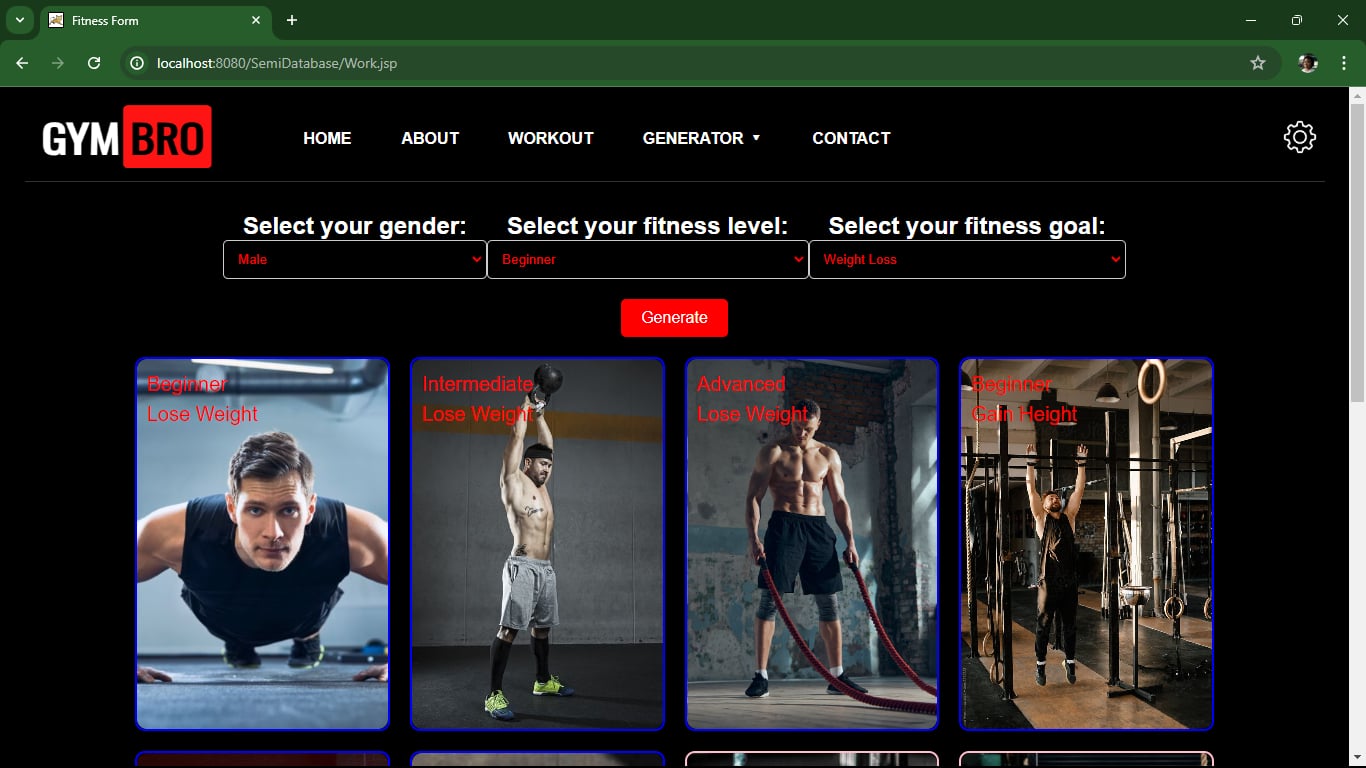 Fitness Form
localhost:8080/SemiDatabase/Work.jsp
GYM BRO
HOME
ABOUT
WORKOUT
GENERATOR
CONTACT
Select your gender:
Select your fitness level:
Select your fitness goal:
Male
Beginner
Weight Loss
Generate
Beginner
Lose Weight
Intermediate
Lose Weight
Advanced
Lose Weight
Beginner
Gain Height